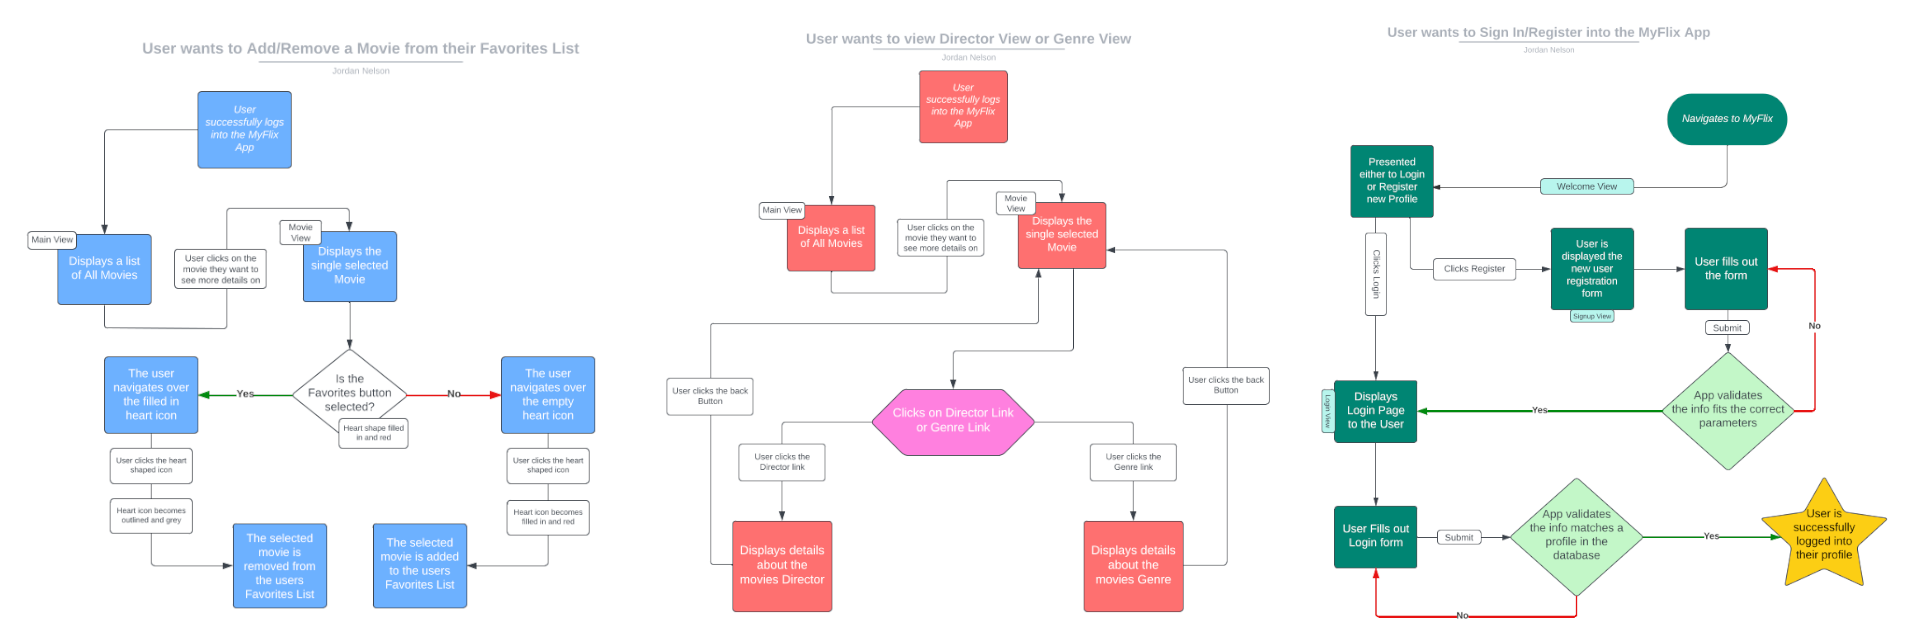 User wants to Add/Remove a Movie from their Favorites List
Jordan Nelson
User
successfully logs
into the MyFlix
App
Main View
Displays a list
of All Movies
User clicks on the
movie they want to
see more details on
Movie
View
Displays the
single selected
Movie
Is the
Favorites button
selected?
Heart shape filled
in and red
Yes
No
The user
navigates over
the filled in
heart icon
User clicks the heart
shaped icon
Heart icon becomes
outlined and grey
The selected
movie is
removed from
the users
Favorites List
The user
navigates over
the empty
heart icon
User clicks the heart
shaped icon
Heart icon becomes
filled in and red
The selected
movie is added
to the users
Favorites List
User wants to view Director View or Genre View
Jordan Nelson
User
successfully logs
into the MyFlix
App
Main View
Displays a list
of All Movies
User clicks on the
movie they want to
see more details on
Movie
View
Displays the
single selected
Movie
User clicks the back
Button
User clicks the back
Button
Clicks on Director Link
or Genre Link
User clicks the
Director link
User clicks the
Genre link
Displays details
about the
movies Director
Displays details
about the
movies Genre
User wants to Sign In/Register into the MyFlix App
Jordan Nelson
Navigates to MyFlix
Welcome View
Presented
either to Login
or Register
new Profile
Clicks Login
Clicks Register
User is
displayed the
new user
registration
form
Signup View
User fills out
the form
Submit
No
App validates
the info fits the correct
parameters
Yes
Login View
Displays
Login Page
to the User
User Fills out
Login form
Submit
App validates
the info matches a
profile in the
database
Yes
No
User is
successfully
logged into
their profile